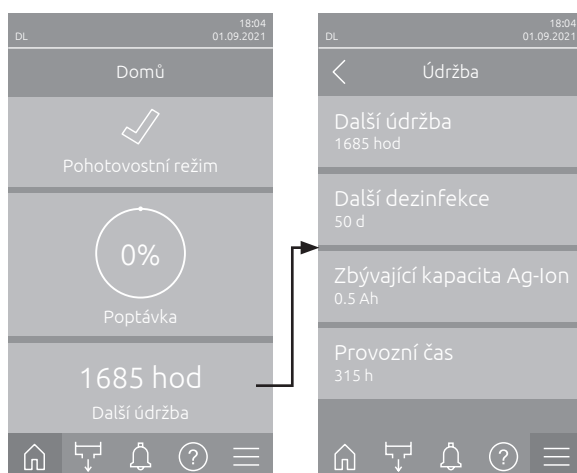 18:04
DL 01.09.2021
Domů
Pohotovostní režim
0%
Poptávka
1685 hod
Další údržba
?
18:04
DL 01.09.2021
Údržba
Další údržba
1685 hod
Další dezinfekce
50 d
Zbývající kapacita Ag-Ion
0.5 Ah
Provozní čas
315 h
?